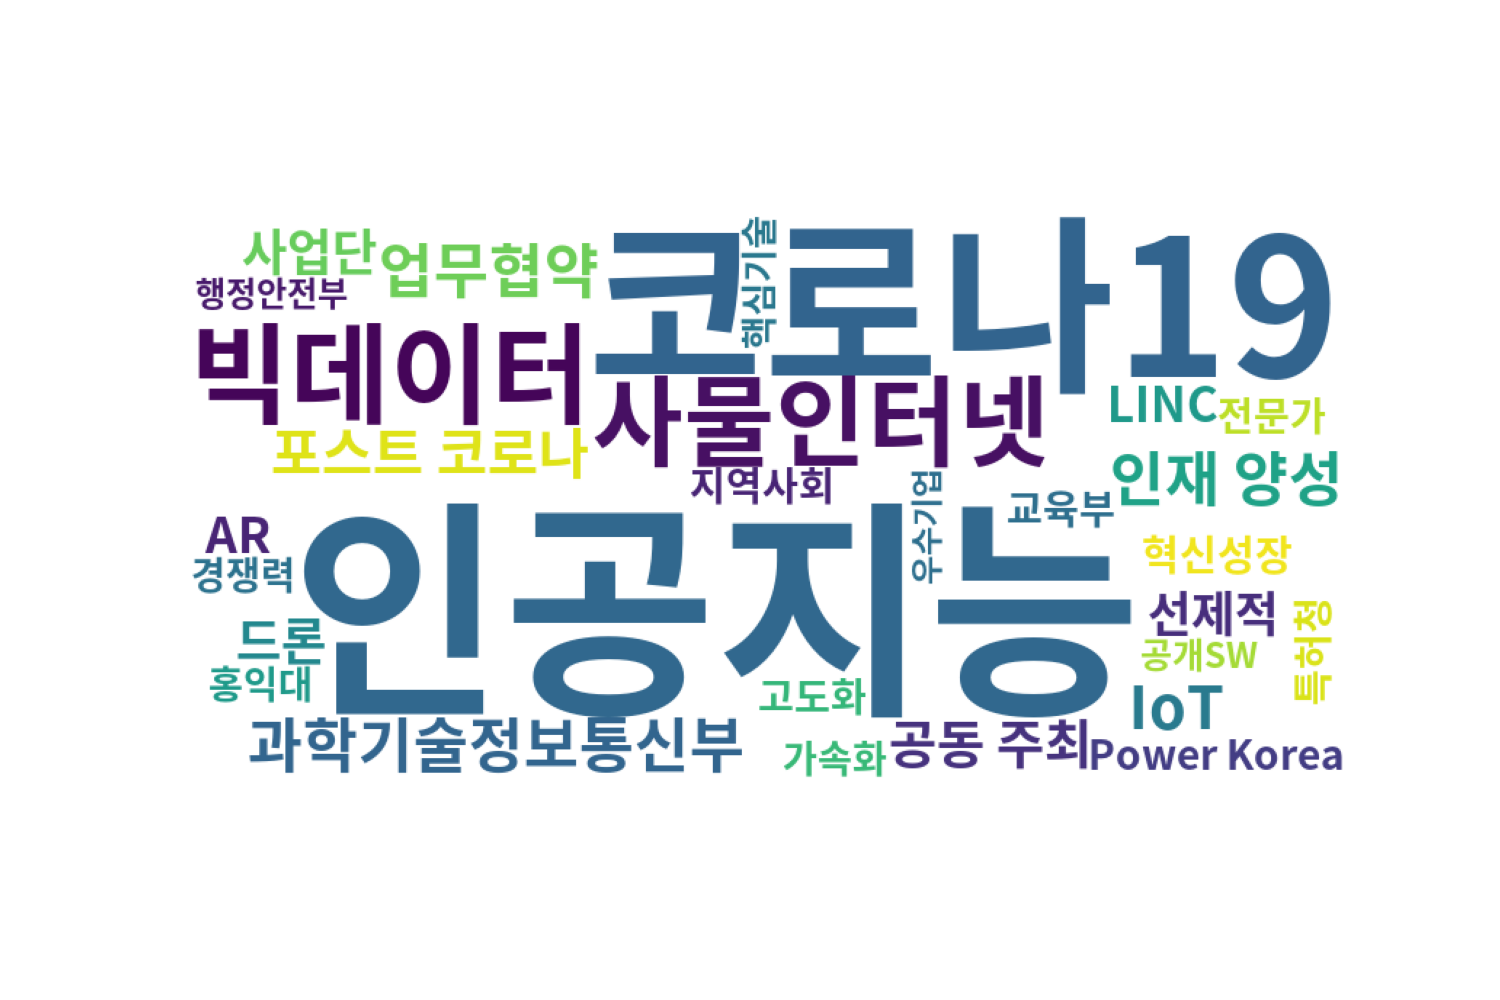 코로나19
핵심기술
사업단
업무협약
행정안전부
빅데이터
사물인터넷
LINC
전문가
포스트 코로나
인재 양성
지역사회
우수기업
교육부
AR
인공지능
혁신성장
경쟁력
선제적
특허청
드론
공개SW
홍익대
고도화
IoT
과학기술정보통신부
가속화
공동 주최
Power Korea